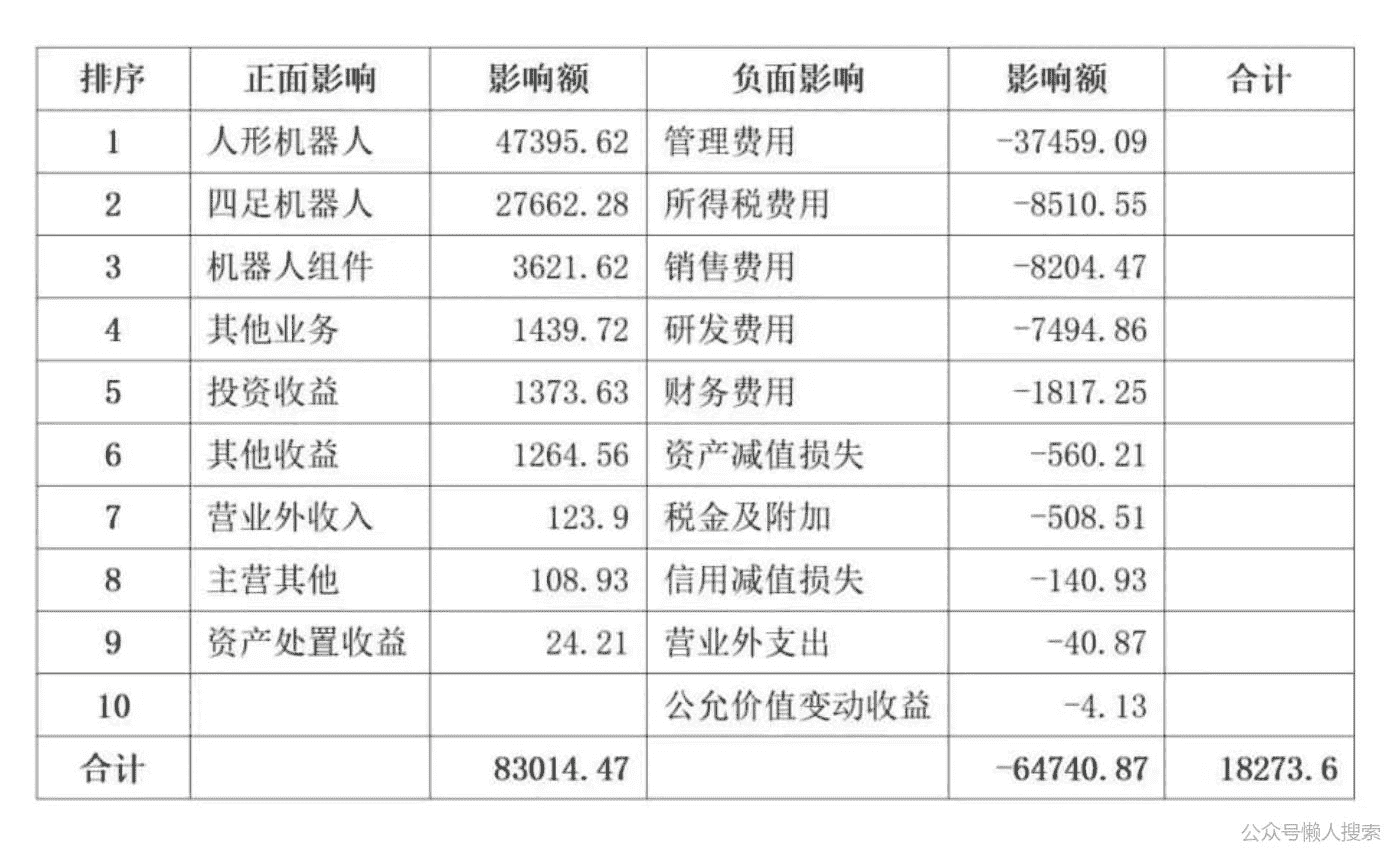 排序 正面影响 影响额 负面影响 影响额 合计
1 人形机器人 47395.62 管理费用 -37459.09
2 四足机器人 27662.28 所得税费用 -8510.55
3 机器人组件 3621.62 销售费用 -8204.47
4 其他业务 1439.72 研发费用 -7494.86
5 投资收益 1373.63 财务费用 -1817.25
6 其他收益 1264.56 资产减值损失 -560.21
7 营业外收入 123.9 税金及附加 -508.51
8 主营其他 108.93 信用减值损失 -140.93
9 资产处置收益 24.21 营业外支出 -40.87
10 公允价值变动收益 -4.13
合计 83014.47 -64740.87 18273.6
公众号懒人搜索